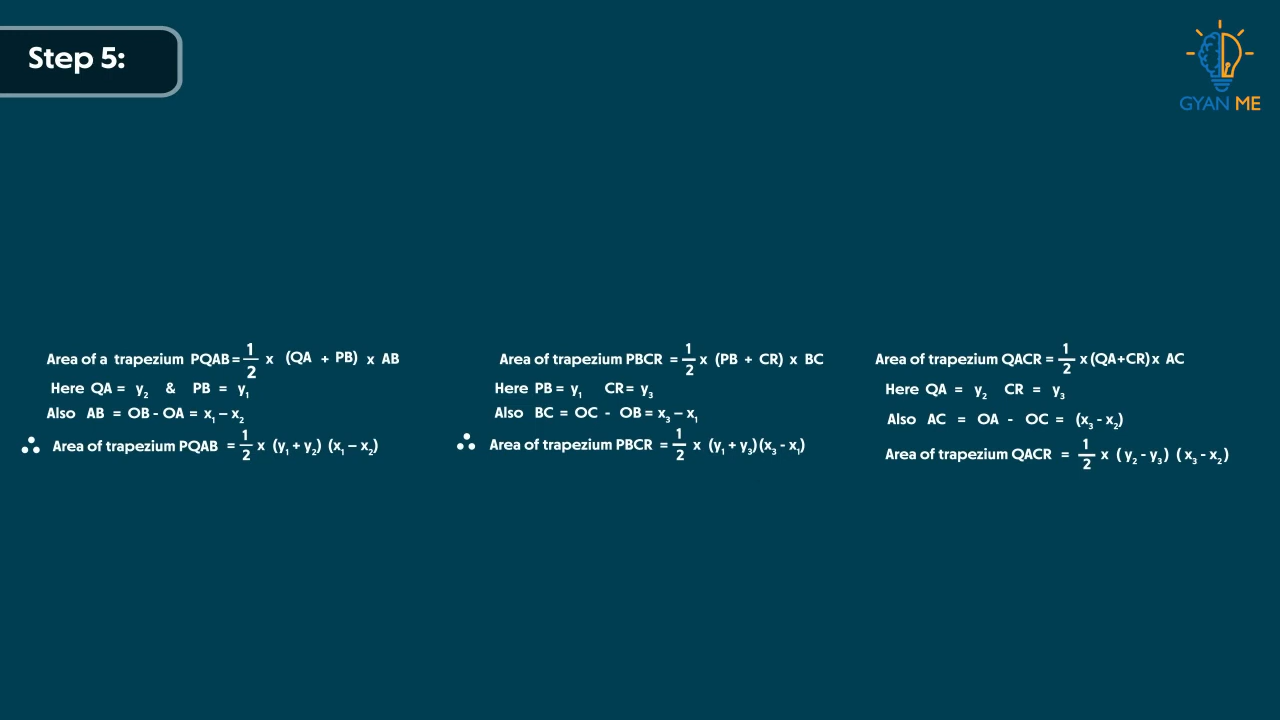 Step 5:
GYAN ME
Area of a trapezium PQAB = 1/2 x (QA + PB) x AB
Here QA = y₂ & PB = y₁
Also AB = OB - OA = x₁ – x₂
∴ Area of trapezium PQAB = 1/2 x (y₁ + y₂) (x₁ – x₂)
Area of trapezium PBCR = 1/2 x (PB + CR) x BC
Here PB = y₁ CR = y₃
Also BC = OC - OB = x₃ – x₁
∴ Area of trapezium PBCR = 1/2 x (y₁ + y₃)(x₃ - x₁)
Area of trapezium QACR = 1/2 x (QA+CR) x AC
Here QA = y₂ CR = y₃
Also AC = OA - OC = (x₃ - x₂)
Area of trapezium QACR = 1/2 x (y₂ - y₃) (x₃ - x₂)